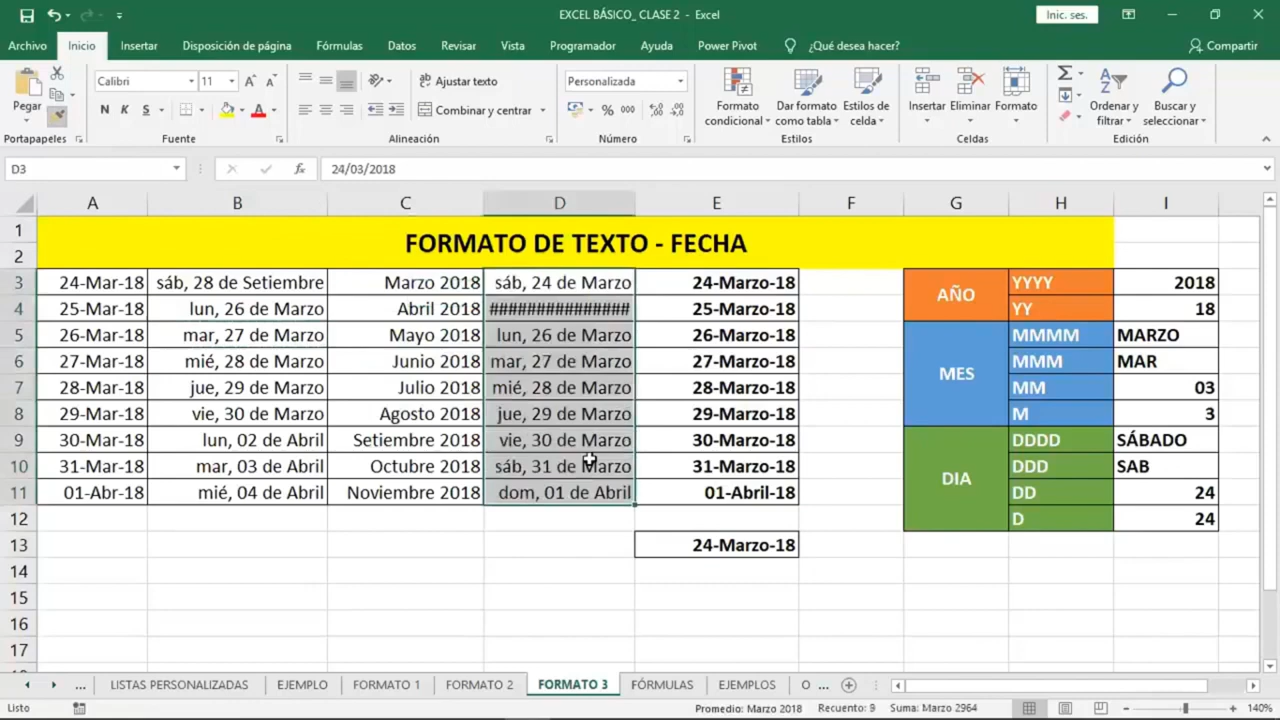 EXCEL BÁSICO_ CLASE 2 - Excel
Inic. ses.
Archivo Inicio Insertar Disposición de página Fórmulas Datos Revisar Vista Programador Ayuda Power Pivot ¿Qué desea hacer? Compartir
Calibri 11 Ajustar texto Personalizada
Pegar N K S Combinar y centrar % 000 Formato condicional Dar formato como tabla Estilos de celda Insertar Eliminar Formato Ordenar y filtrar Buscar y seleccionar
Portapapeles Fuente Alineación Número Estilos Celdas Edición
D3 fx 24/03/2018
A B C D E F G H I
1 FORMATO DE TEXTO - FECHA
2
3 24-Mar-18 sáb, 28 de Setiembre Marzo 2018 sáb, 24 de Marzo 24-Marzo-18 AÑO YYYY 2018
4 25-Mar-18 lun, 26 de Marzo Abril 2018 ############### 25-Marzo-18 YY 18
5 26-Mar-18 mar, 27 de Marzo Mayo 2018 lun, 26 de Marzo 26-Marzo-18 MES MMMM MARZO
6 27-Mar-18 mié, 28 de Marzo Junio 2018 mar, 27 de Marzo 27-Marzo-18 MMM MAR
7 28-Mar-18 jue, 29 de Marzo Julio 2018 mié, 28 de Marzo 28-Marzo-18 MM 03
8 29-Mar-18 vie, 30 de Marzo Agosto 2018 jue, 29 de Marzo 29-Marzo-18 M 3
9 30-Mar-18 lun, 02 de Abril Setiembre 2018 vie, 30 de Marzo 30-Marzo-18 DIA DDDD SÁBADO
10 31-Mar-18 mar, 03 de Abril Octubre 2018 sáb, 31 de Marzo 31-Marzo-18 DDD SAB
11 01-Abr-18 mié, 04 de Abril Noviembre 2018 dom, 01 de Abril 01-Abril-18 DD 24
12 D 24
13 24-Marzo-18
14
15
16
17
... LISTAS PERSONALIZADAS EJEMPLO FORMATO 1 FORMATO 2 FORMATO 3 FÓRMULAS EJEMPLOS O ...
Listo Promedio: Marzo 2018 Recuento: 9 Suma: Marzo 2964 140%